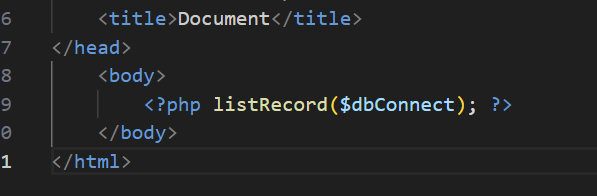 6 <title>Document</title>
7 </head>
8 <body>
9 <?php listRecord($dbConnect); ?>
0 </body>
1 </html>